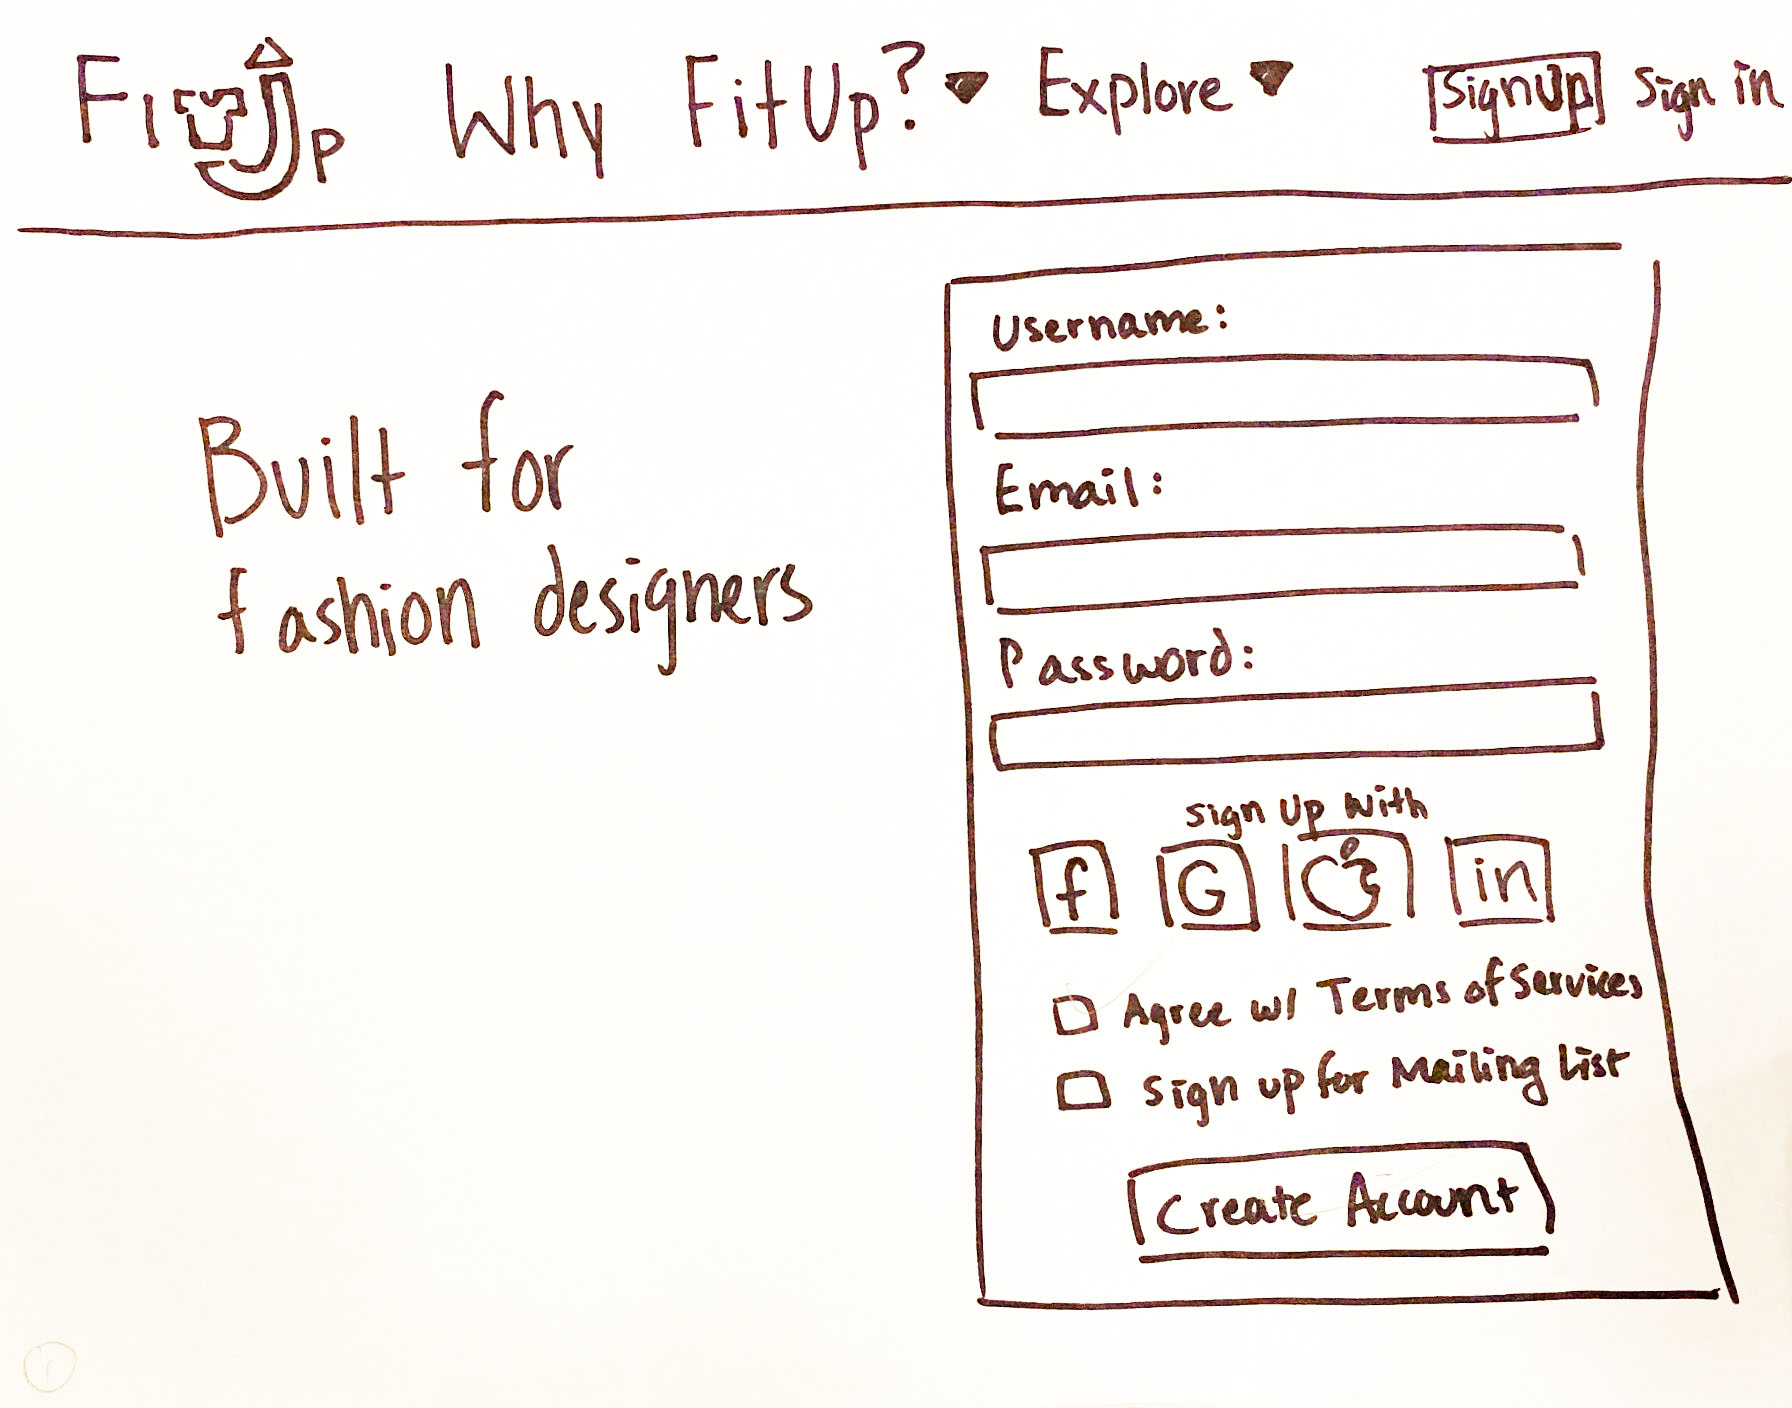 Fi p Why FitUp? Explore Sign Up Sign in
Built for
fashion designers
Username:
Email:
Password:
Sign Up With
f G in
Agree w/ Terms of Services
Sign up for Mailing List
Create Account